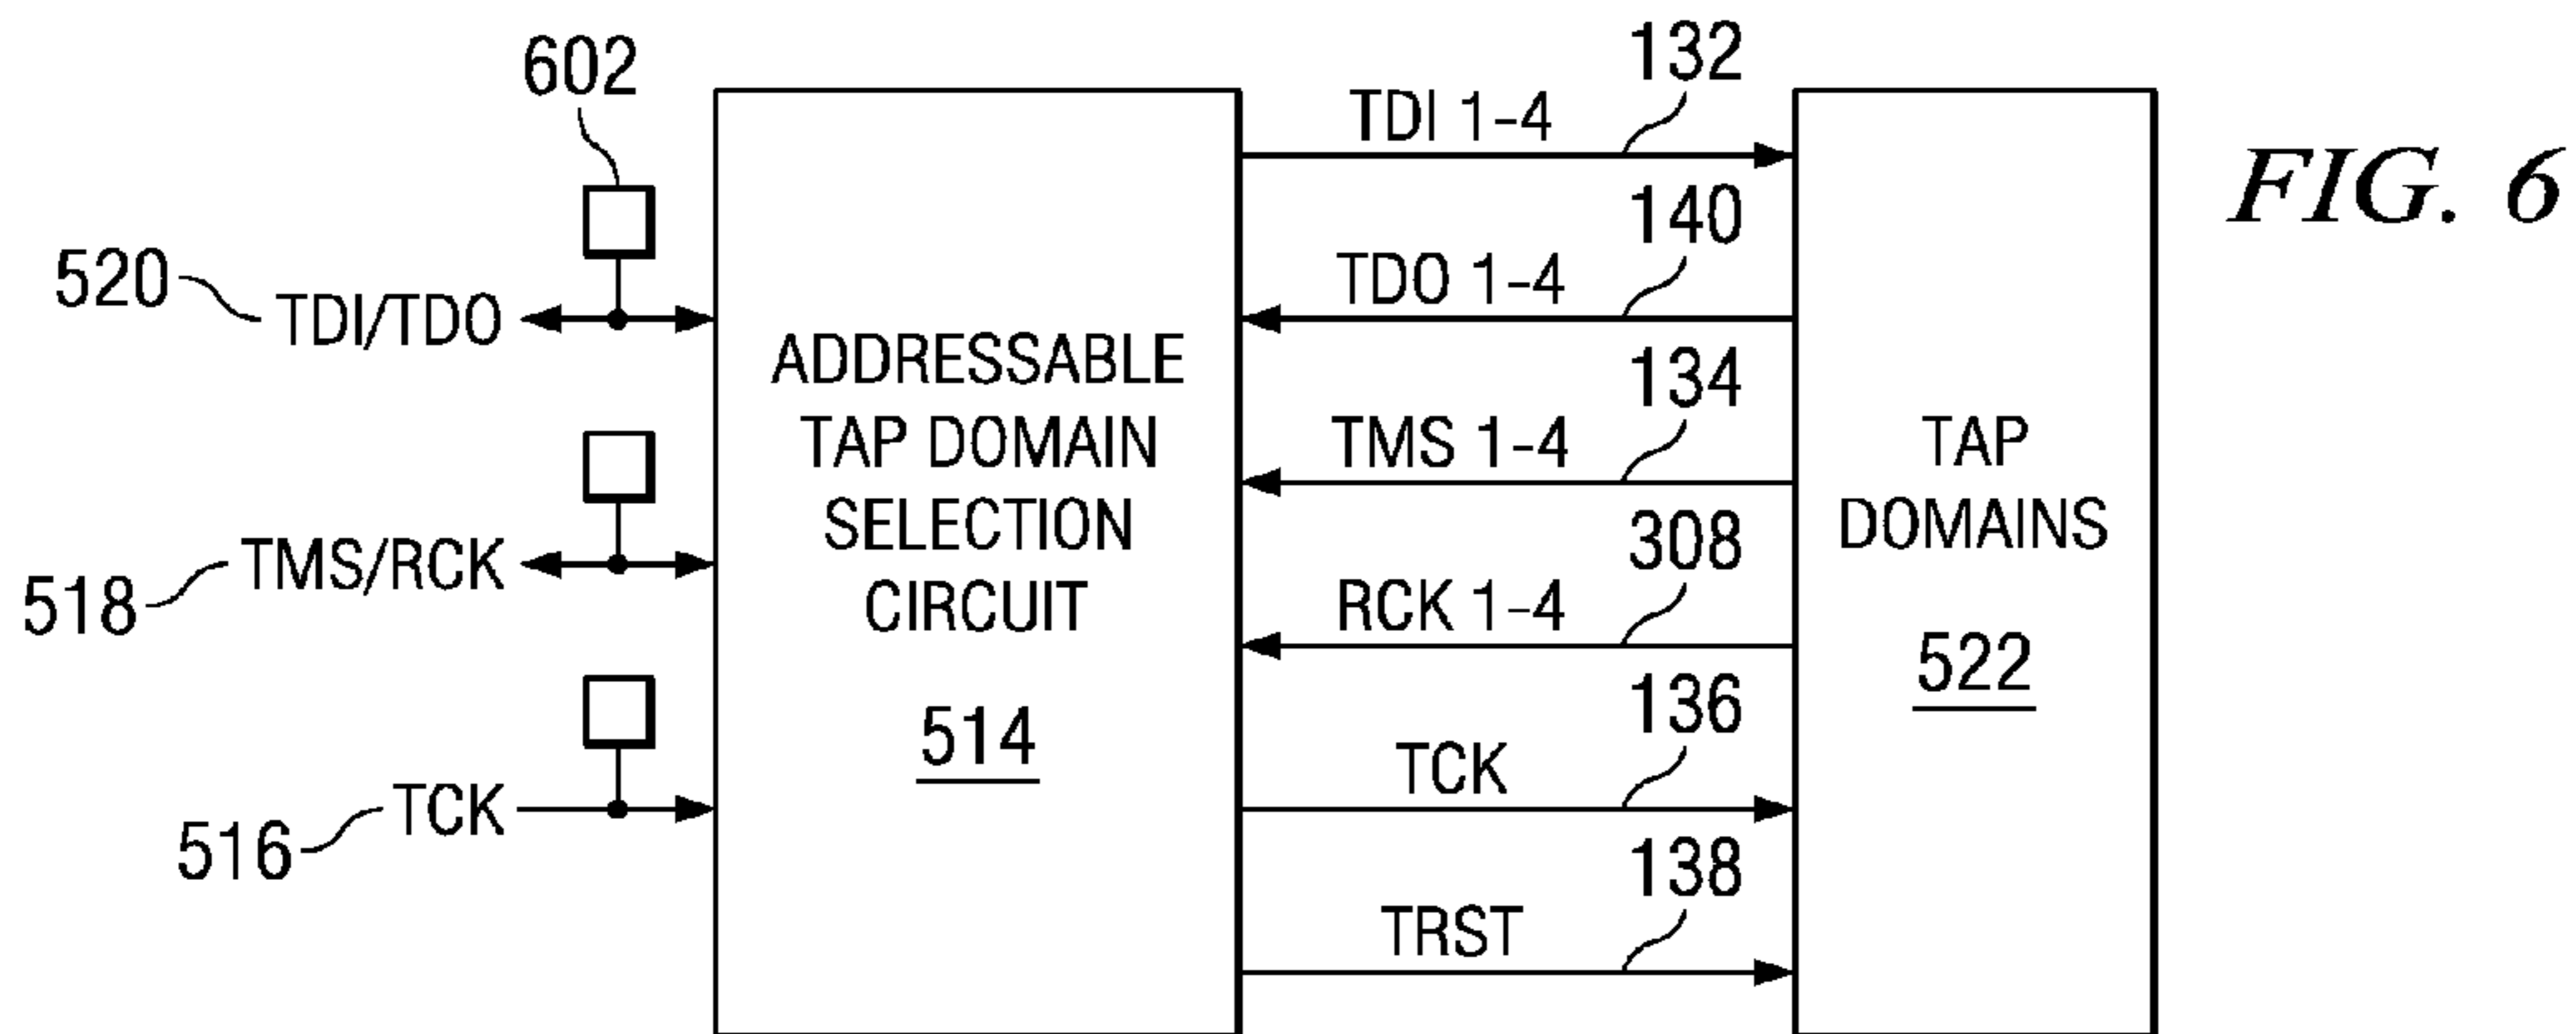 602
520
TDI/TDO
518
TMS/RCK
516
TCK
ADDRESSABLE
TAP DOMAIN
SELECTION
CIRCUIT
514
132
TDI 1-4
140
TDO 1-4
134
TMS 1-4
308
RCK 1-4
136
TCK
138
TRST
TAP
DOMAINS
522
FIG. 6